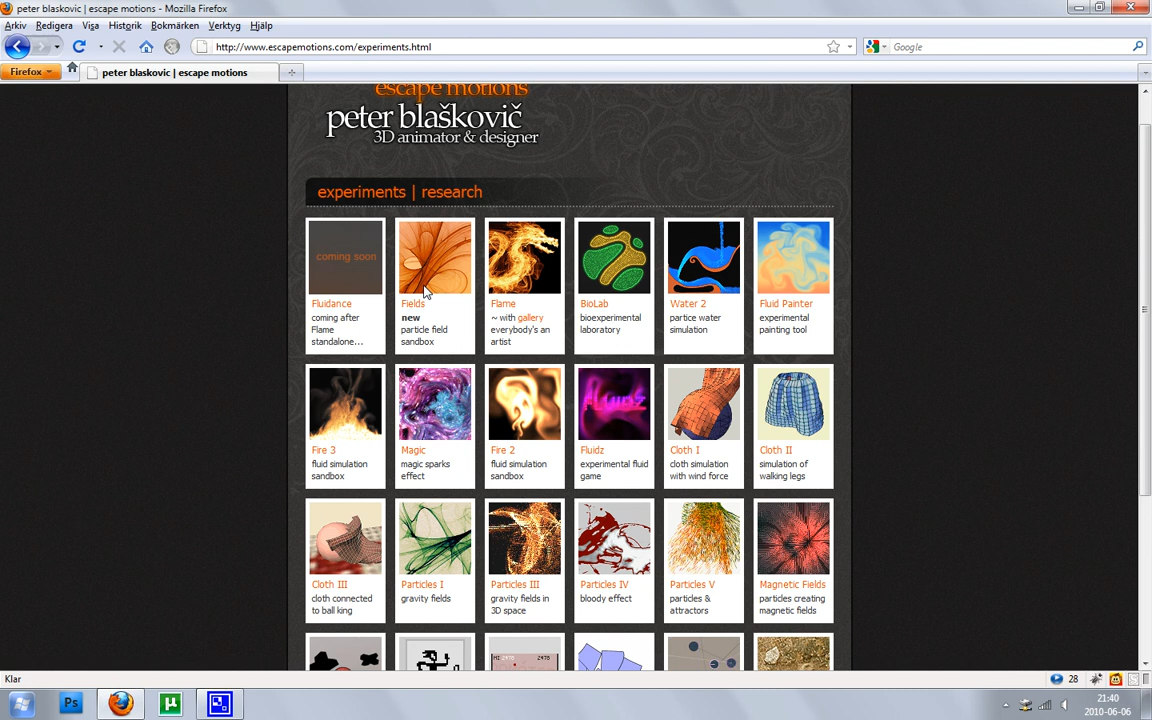 peter blaskovic | escape motions - Mozilla Firefox
Arkiv Redigera Visa Historik Bokmärken Verktyg Hjälp
http://www.escapemotions.com/experiments.html
Google
Firefox
peter blaskovic | escape motions
escape motions
peter blaškovič
3D animator & designer
experiments | research
coming soon
Fluidance
coming after
Flame
standalone...
Fields
new
particle field
sandbox
Flame
~ with gallery
everybody's an
artist
BioLab
bioexperimental
laboratory
Water 2
partice water
simulation
Fluid Painter
experimental
painting tool
Fire 3
fluid simulation
sandbox
Magic
magic sparks
effect
Fire 2
fluid simulation
sandbox
FLUIDZ
Fluidz
experimental fluid
game
Cloth I
cloth simulation
with wind force
Cloth II
simulation of
walking legs
Cloth III
cloth connected
to ball king
Particles I
gravity fields
Particles III
gravity fields in
3D space
Particles IV
bloody effect
Particles V
particles &
attractors
Magnetic Fields
particles creating
magnetic fields
Klar
28
Ps
21:40
2010-06-06